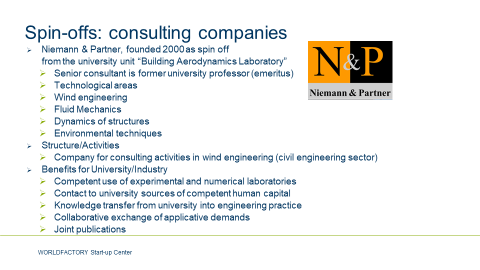 Spin-offs: consulting companies
Niemann & Partner, founded 2000 as spin off
from the university unit “Building Aerodynamics Laboratory”
Senior consultant is former university professor (emeritus)
Technological areas
Wind engineering
Fluid Mechanics
Dynamics of structures
Environmental techniques
Structure/Activities
Company for consulting activities in wind engineering (civil engineering sector)
Benefits for University/Industry
Competent use of experimental and numerical laboratories
Contact to university sources of competent human capital
Knowledge transfer from university into engineering practice
Collaborative exchange of applicative demands
Joint publications
N&P
Niemann & Partner
WORLDFACTORY Start-up Center